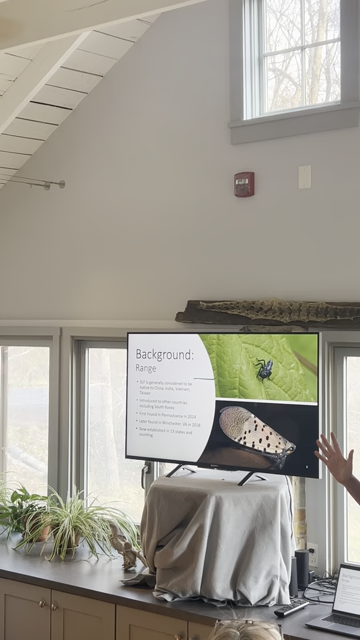 Background:
Range
• SLF is generally considered to be
native to China, India, Vietnam,
Taiwan
• Introduced to other countries
including South Korea
• First found in Pennsylvania in 2014
• Later found in Winchester, VA in 2018
• Now established in 13 states and
counting